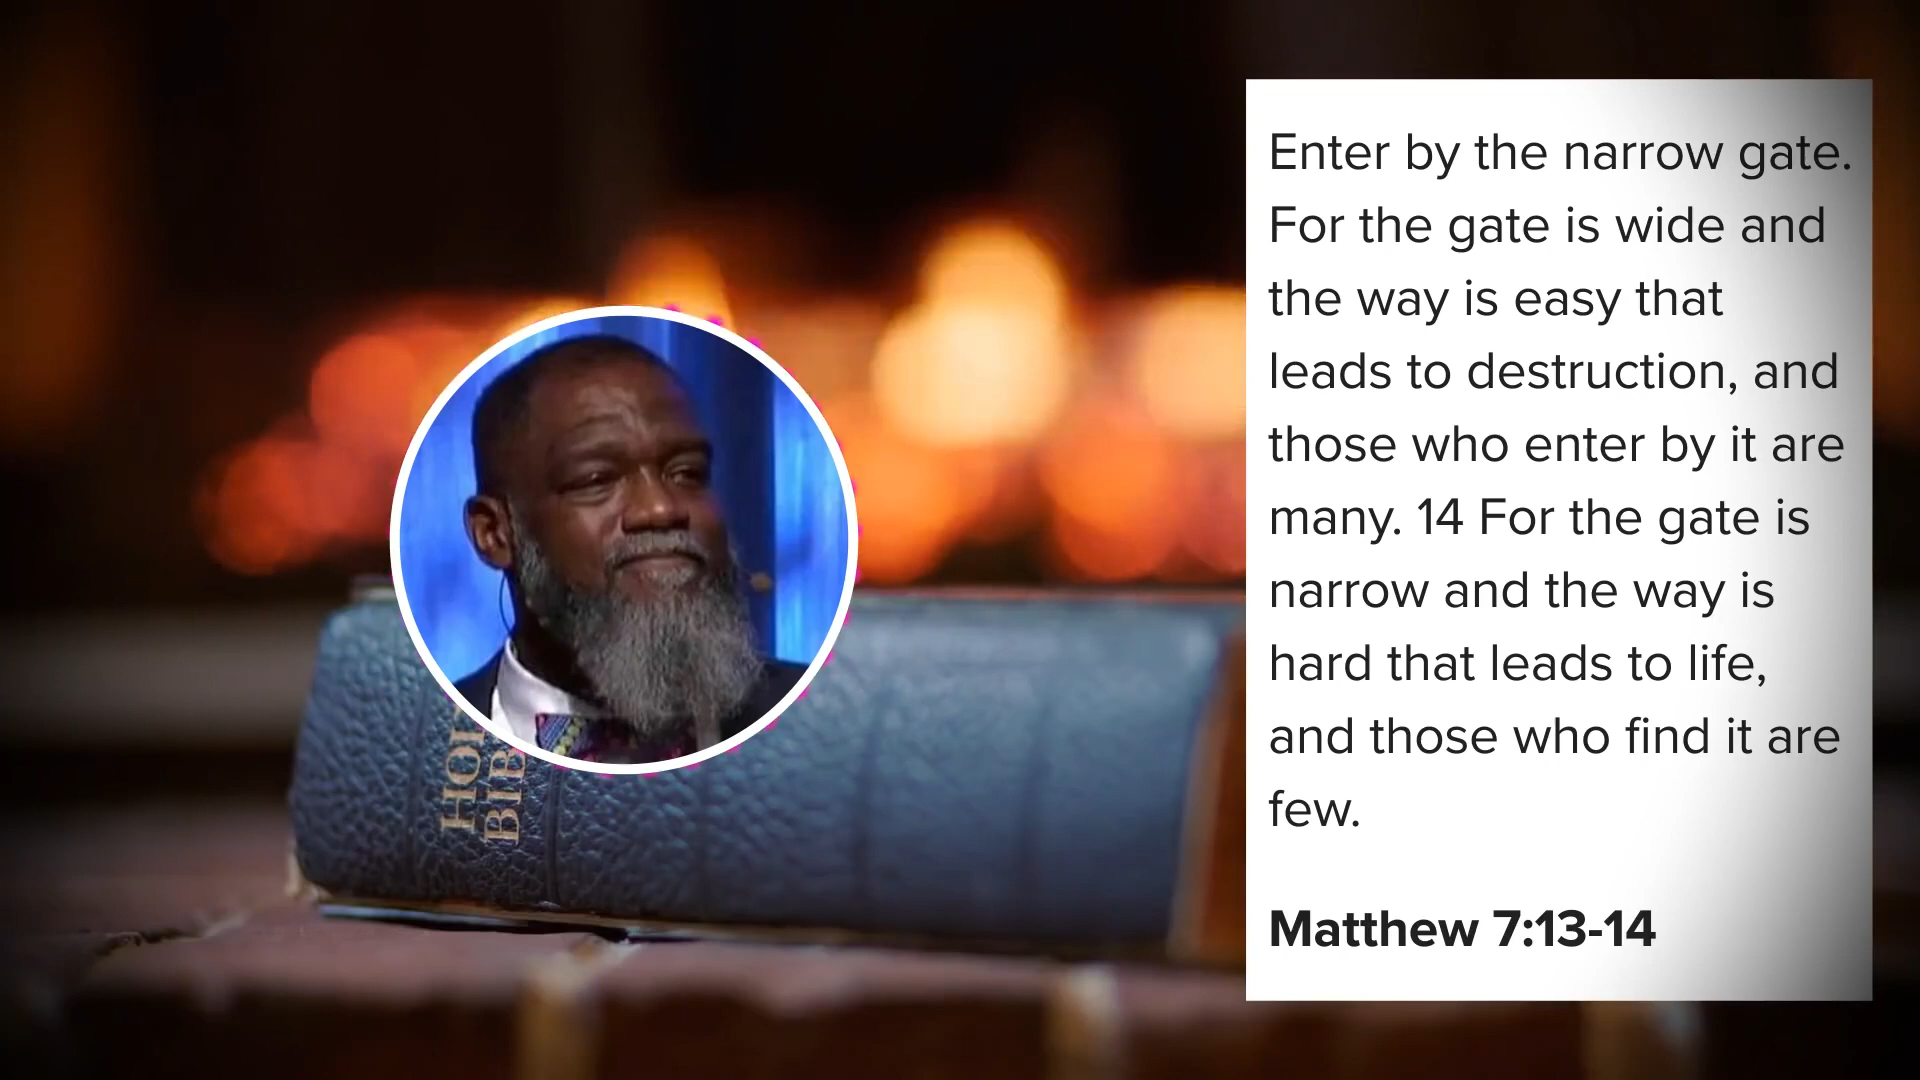 Enter by the narrow gate.
For the gate is wide and
the way is easy that
leads to destruction, and
those who enter by it are
many. 14 For the gate is
narrow and the way is
hard that leads to life,
and those who find it are
few.
Matthew 7:13-14